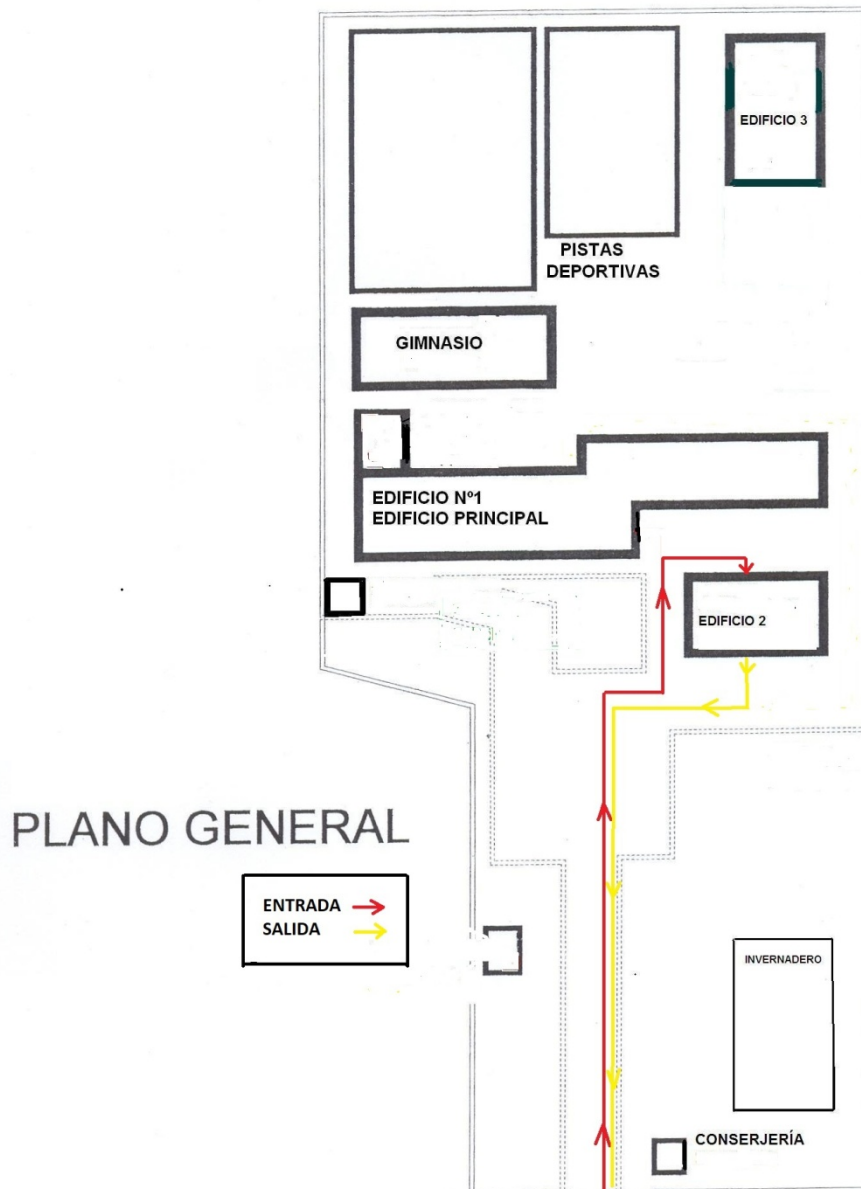 EDIFICIO 3
PISTAS
DEPORTIVAS
GIMNASIO
EDIFICIO Nº1
EDIFICIO PRINCIPAL
EDIFICIO 2
PLANO GENERAL
ENTRADA
SALIDA
INVERNADERO
CONSERJERÍA